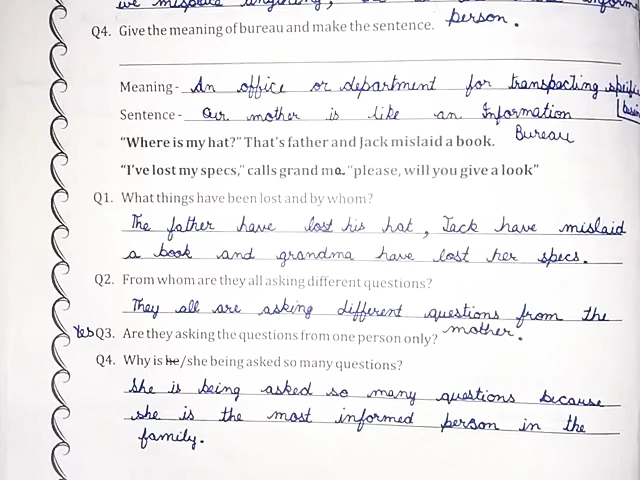 we misplace anything,
Q4. Give the meaning of bureau and make the sentence. person.
Meaning - An office or department for transpacting specific
Sentence - Our mother is like an Information
Bureau
"Where is my hat?" That's father and Jack mislaid a book.
"I've lost my specs," calls grand ma. "please, will you give a look"
Q1. What things have been lost and by whom?
The father have lost his hat, Jack have mislaid
a book and grandma have lost her specs.
Q2. From whom are they all asking different questions?
They all are asking different questions from the
mother.
Yes Q3. Are they asking the questions from one person only?
Q4. Why is he/she being asked so many questions?
She is being asked so many questions because
she is the most informed person in the
family.